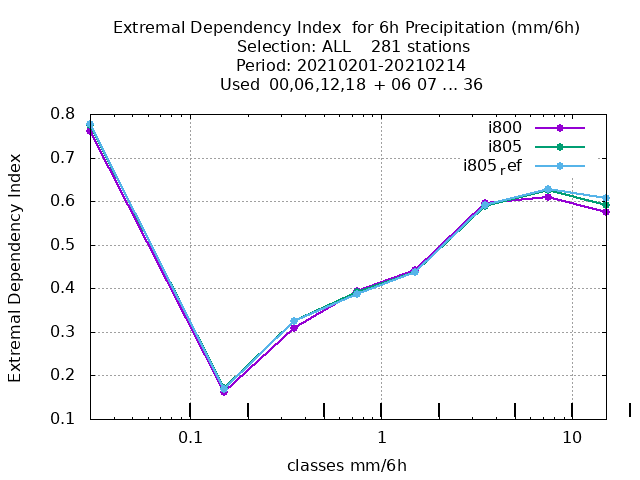 Extremal Dependency Index  for 6h Precipitation (mm/6h)
Selection: ALL    281 stations
Period: 20210201-20210214
Used  00,06,12,18  + 06 07 ... 36
Extremal Dependency Index
0.8
0.7
0.6
0.5
0.4
0.3
0.2
0.1
i800
i805
i805ref
0.1 1 10
classes mm/6h